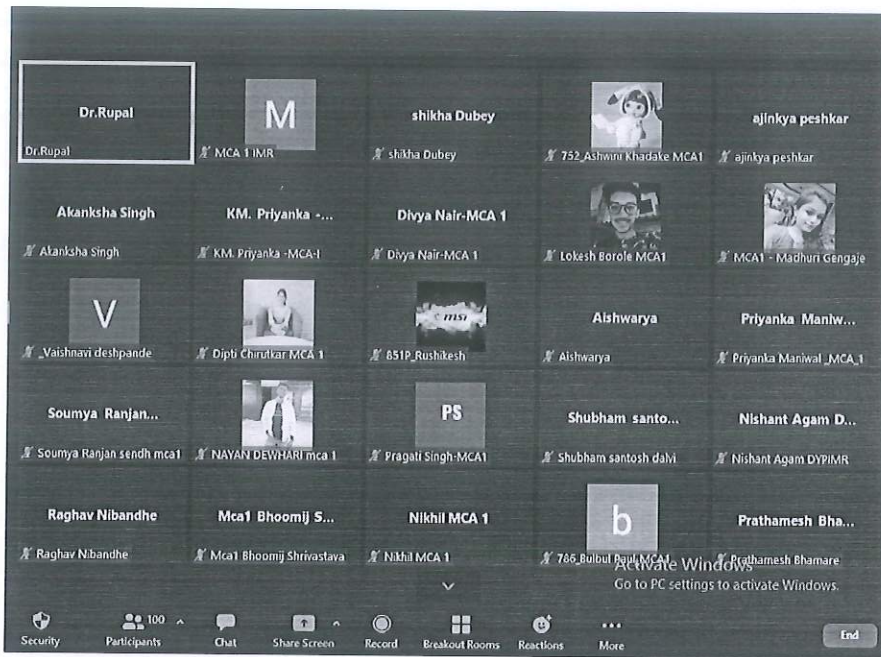 Dr.Rupal
Dr.Rupal
M
MCA 1 IMR
shikha Dubey
shikha Dubey
752_Ashwini Khadake MCA1
ajinkya peshkar
ajinkya peshkar
Akanksha Singh
Akanksha Singh
KM. Priyanka -...
KM. Priyanka -MCA-I
Divya Nair-MCA 1
Divya Nair-MCA 1
Lokesh Borole MCA1
MCA1 - Madhuri Gengaje
V
_Vaishnavi deshpande
Dipti Chirutkar MCA 1
msi
851P_Rushikesh
Aishwarya
Aishwarya
Priyanka Maniw...
Priyanka Maniwal _MCA_1
Soumya Ranjan...
Soumya Ranjan sendh mca1
NAYAN DEWHARI mca 1
PS
Pragati Singh-MCA1
Shubham santo...
Shubham santosh dalvi
Nishant Agam D...
Nishant Agam DYPIMR
Raghav Nibandhe
Raghav Nibandhe
Mca1 Bhoomij S...
Mca1 Bhoomij Shrivastava
Nikhil MCA 1
Nikhil MCA 1
b
786_Bulbul Paul_MCA1
Prathamesh Bha...
Prathamesh Bhamare
Activate Windows
Go to PC settings to activate Windows.
Security
Participants
100
Chat
Share Screen
Record
Breakout Rooms
Reactions
More
End